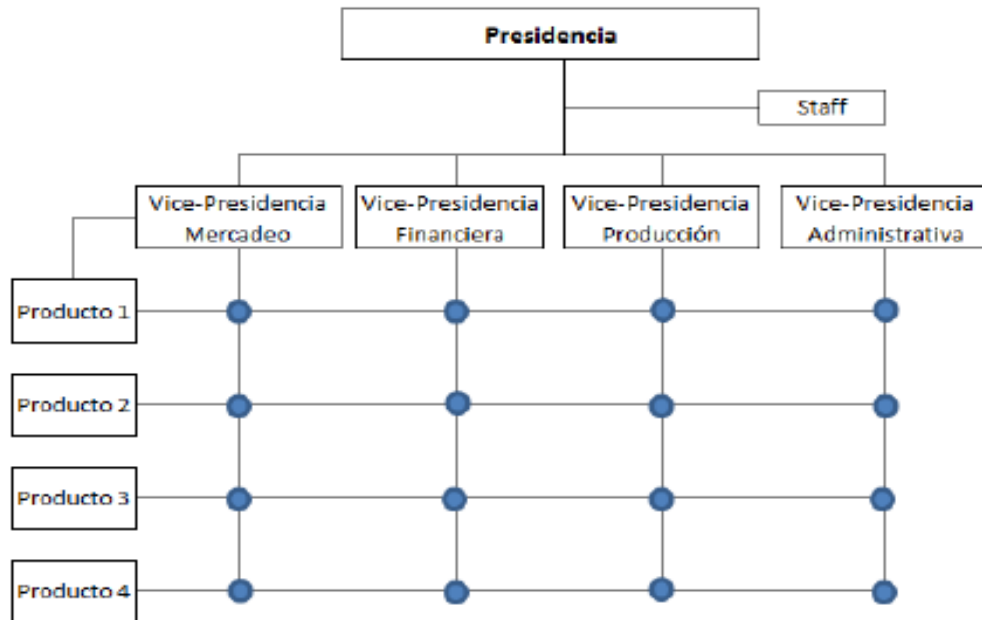 Presidencia
Staff
Vice-Presidencia
Mercadeo
Vice-Presidencia
Financiera
Vice-Presidencia
Producción
Vice-Presidencia
Administrativa
Producto 1
Producto 2
Producto 3
Producto 4